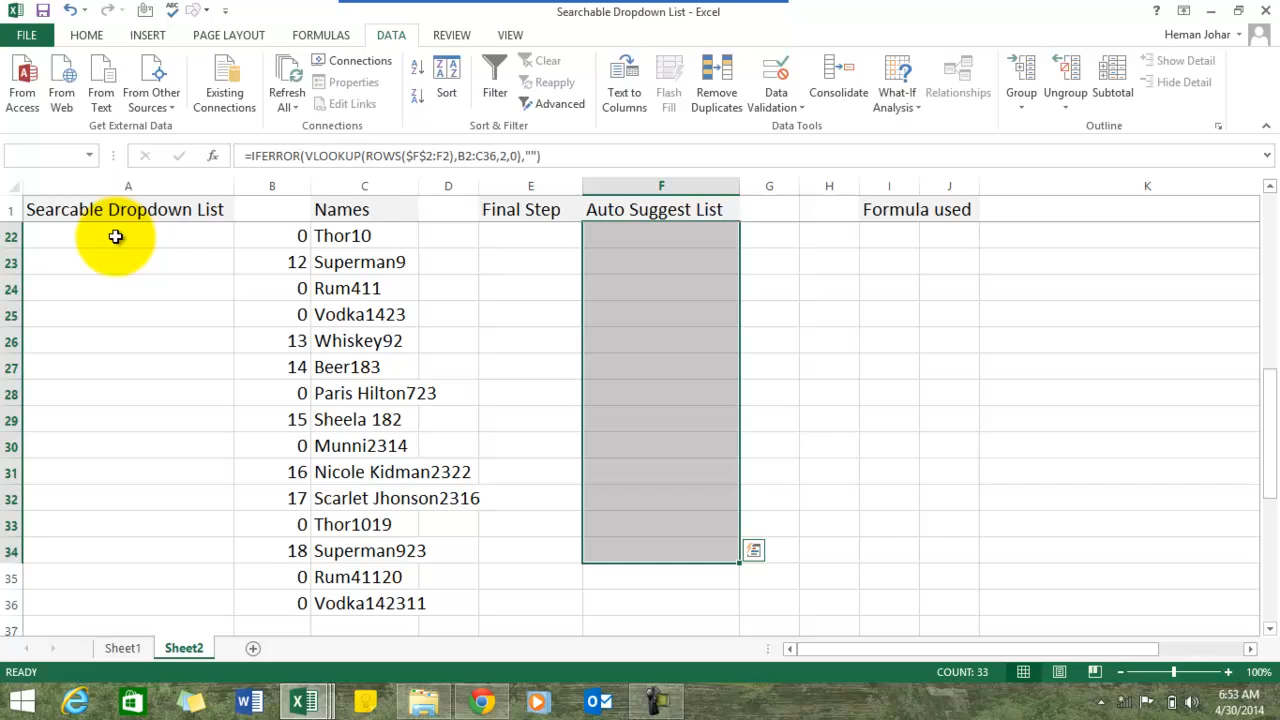 Searchable Dropdown List - Excel
FILE HOME INSERT PAGE LAYOUT FORMULAS DATA REVIEW VIEW Heman Johar
From Access
From Web
From Text
From Other Sources
Existing Connections
Get External Data
Refresh All
Connections
Properties
Edit Links
Connections
Sort
Filter
Clear
Reapply
Advanced
Sort & Filter
Text to Columns
Flash Fill
Remove Duplicates
Data Validation
Consolidate
What-If Analysis
Relationships
Data Tools
Group
Ungroup
Subtotal
Show Detail
Hide Detail
Outline
fx =IFERROR(VLOOKUP(ROWS($F$2:F2),B2:C36,2,0),"")
A B C D E F G H I J K
1 Searcable Dropdown List Names Final Step Auto Suggest List Formula used
22 0 Thor10
23 12 Superman9
24 0 Rum411
25 0 Vodka1423
26 13 Whiskey92
27 14 Beer183
28 0 Paris Hilton723
29 15 Sheela 182
30 0 Munni2314
31 16 Nicole Kidman2322
32 17 Scarlet Jhonson2316
33 0 Thor1019
34 18 Superman923
35 0 Rum41120
36 0 Vodka142311
37
Sheet1 Sheet2
READY COUNT: 33 100%
6:53 AM
4/30/2014